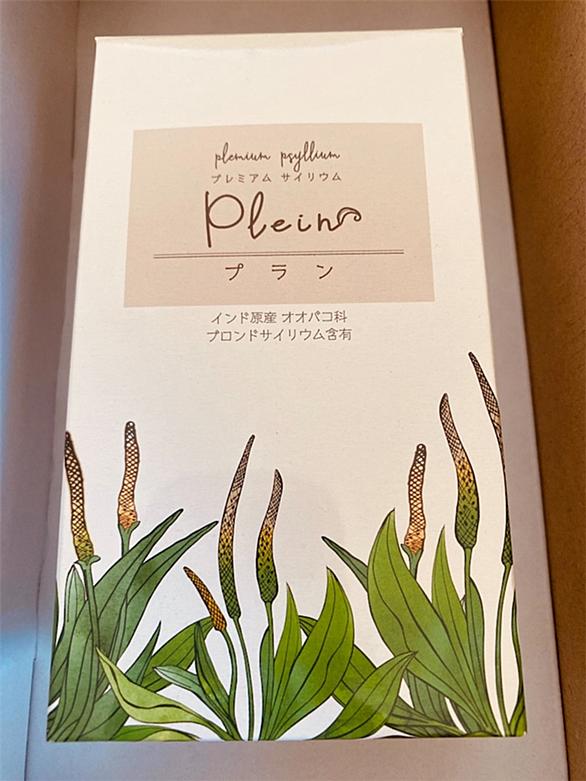 plemium psyllium
プレミアム サイリウム
Plein
プラン
インド原産 オオバコ科
ブロンドサイリウム含有